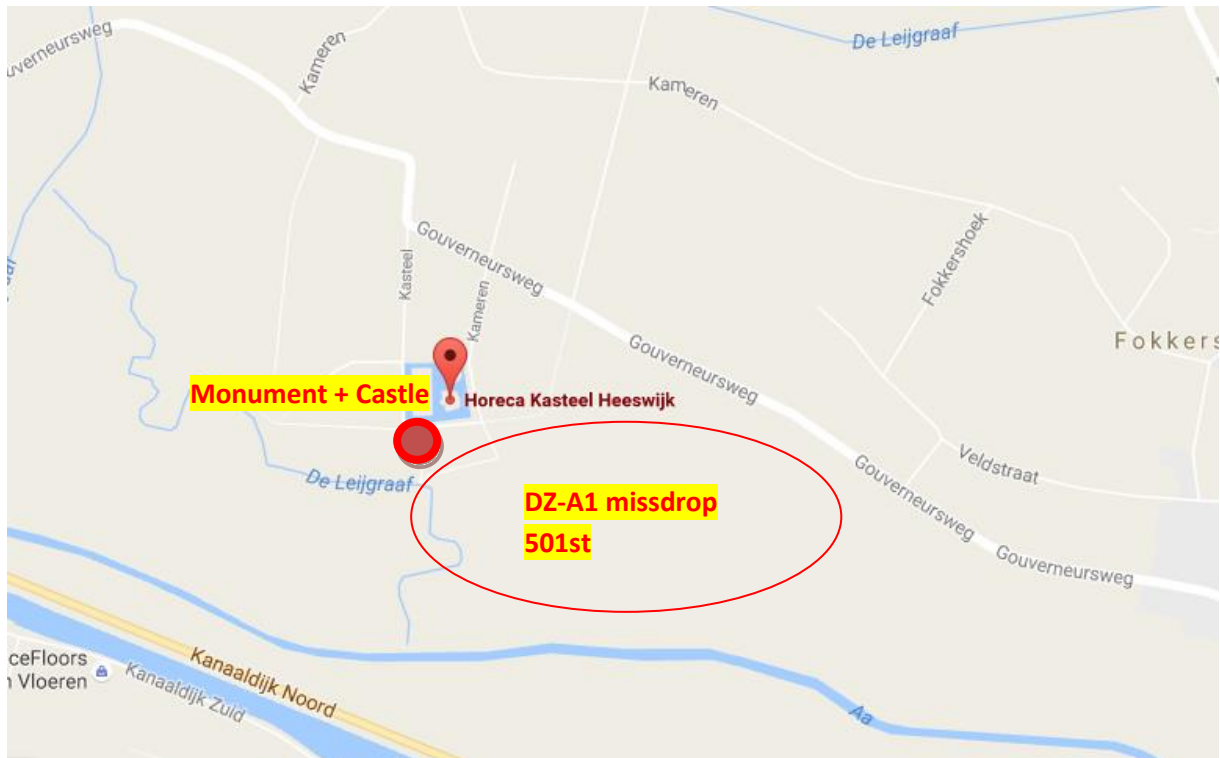 Gouverneursweg
Kameren
De Leijgraaf
Kameren
Gouverneursweg
Fokkershoek
Kasteel
Kameren
Gouverneursweg
Fokkers
Monument + Castle
Horeca Kasteel Heeswijk
Veldstraat
Gouverneursweg
De Leijgraaf
DZ-A1 missdrop
501st
Gouverneursweg
ceFloors
Vloeren
Kanaaldijk Noord
Kanaaldijk Zuid
Aa